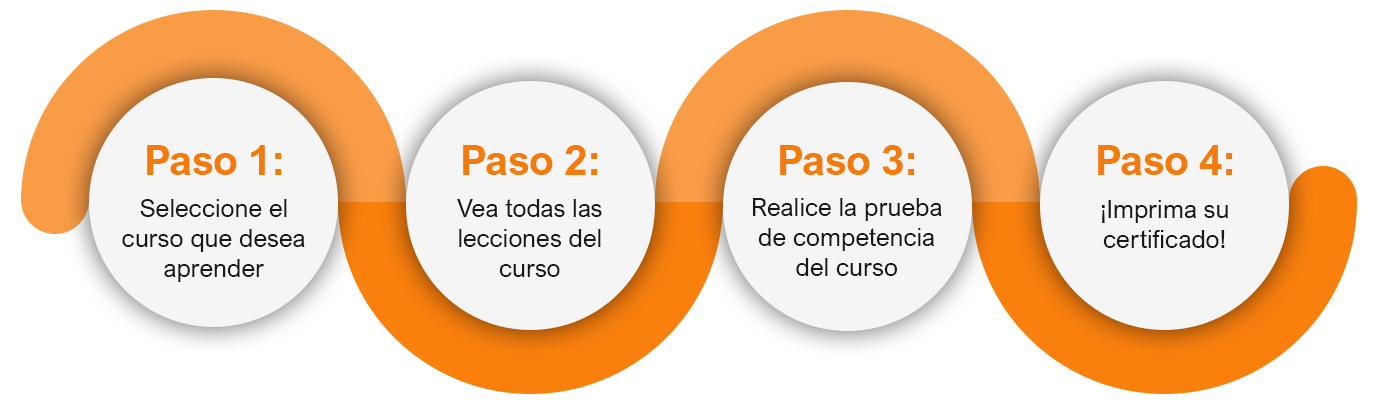 Paso 1:
Seleccione el
curso que desea
aprender
Paso 2:
Vea todas las
lecciones del
curso
Paso 3:
Realice la prueba
de competencia
del curso
Paso 4:
¡Imprima su
certificado!